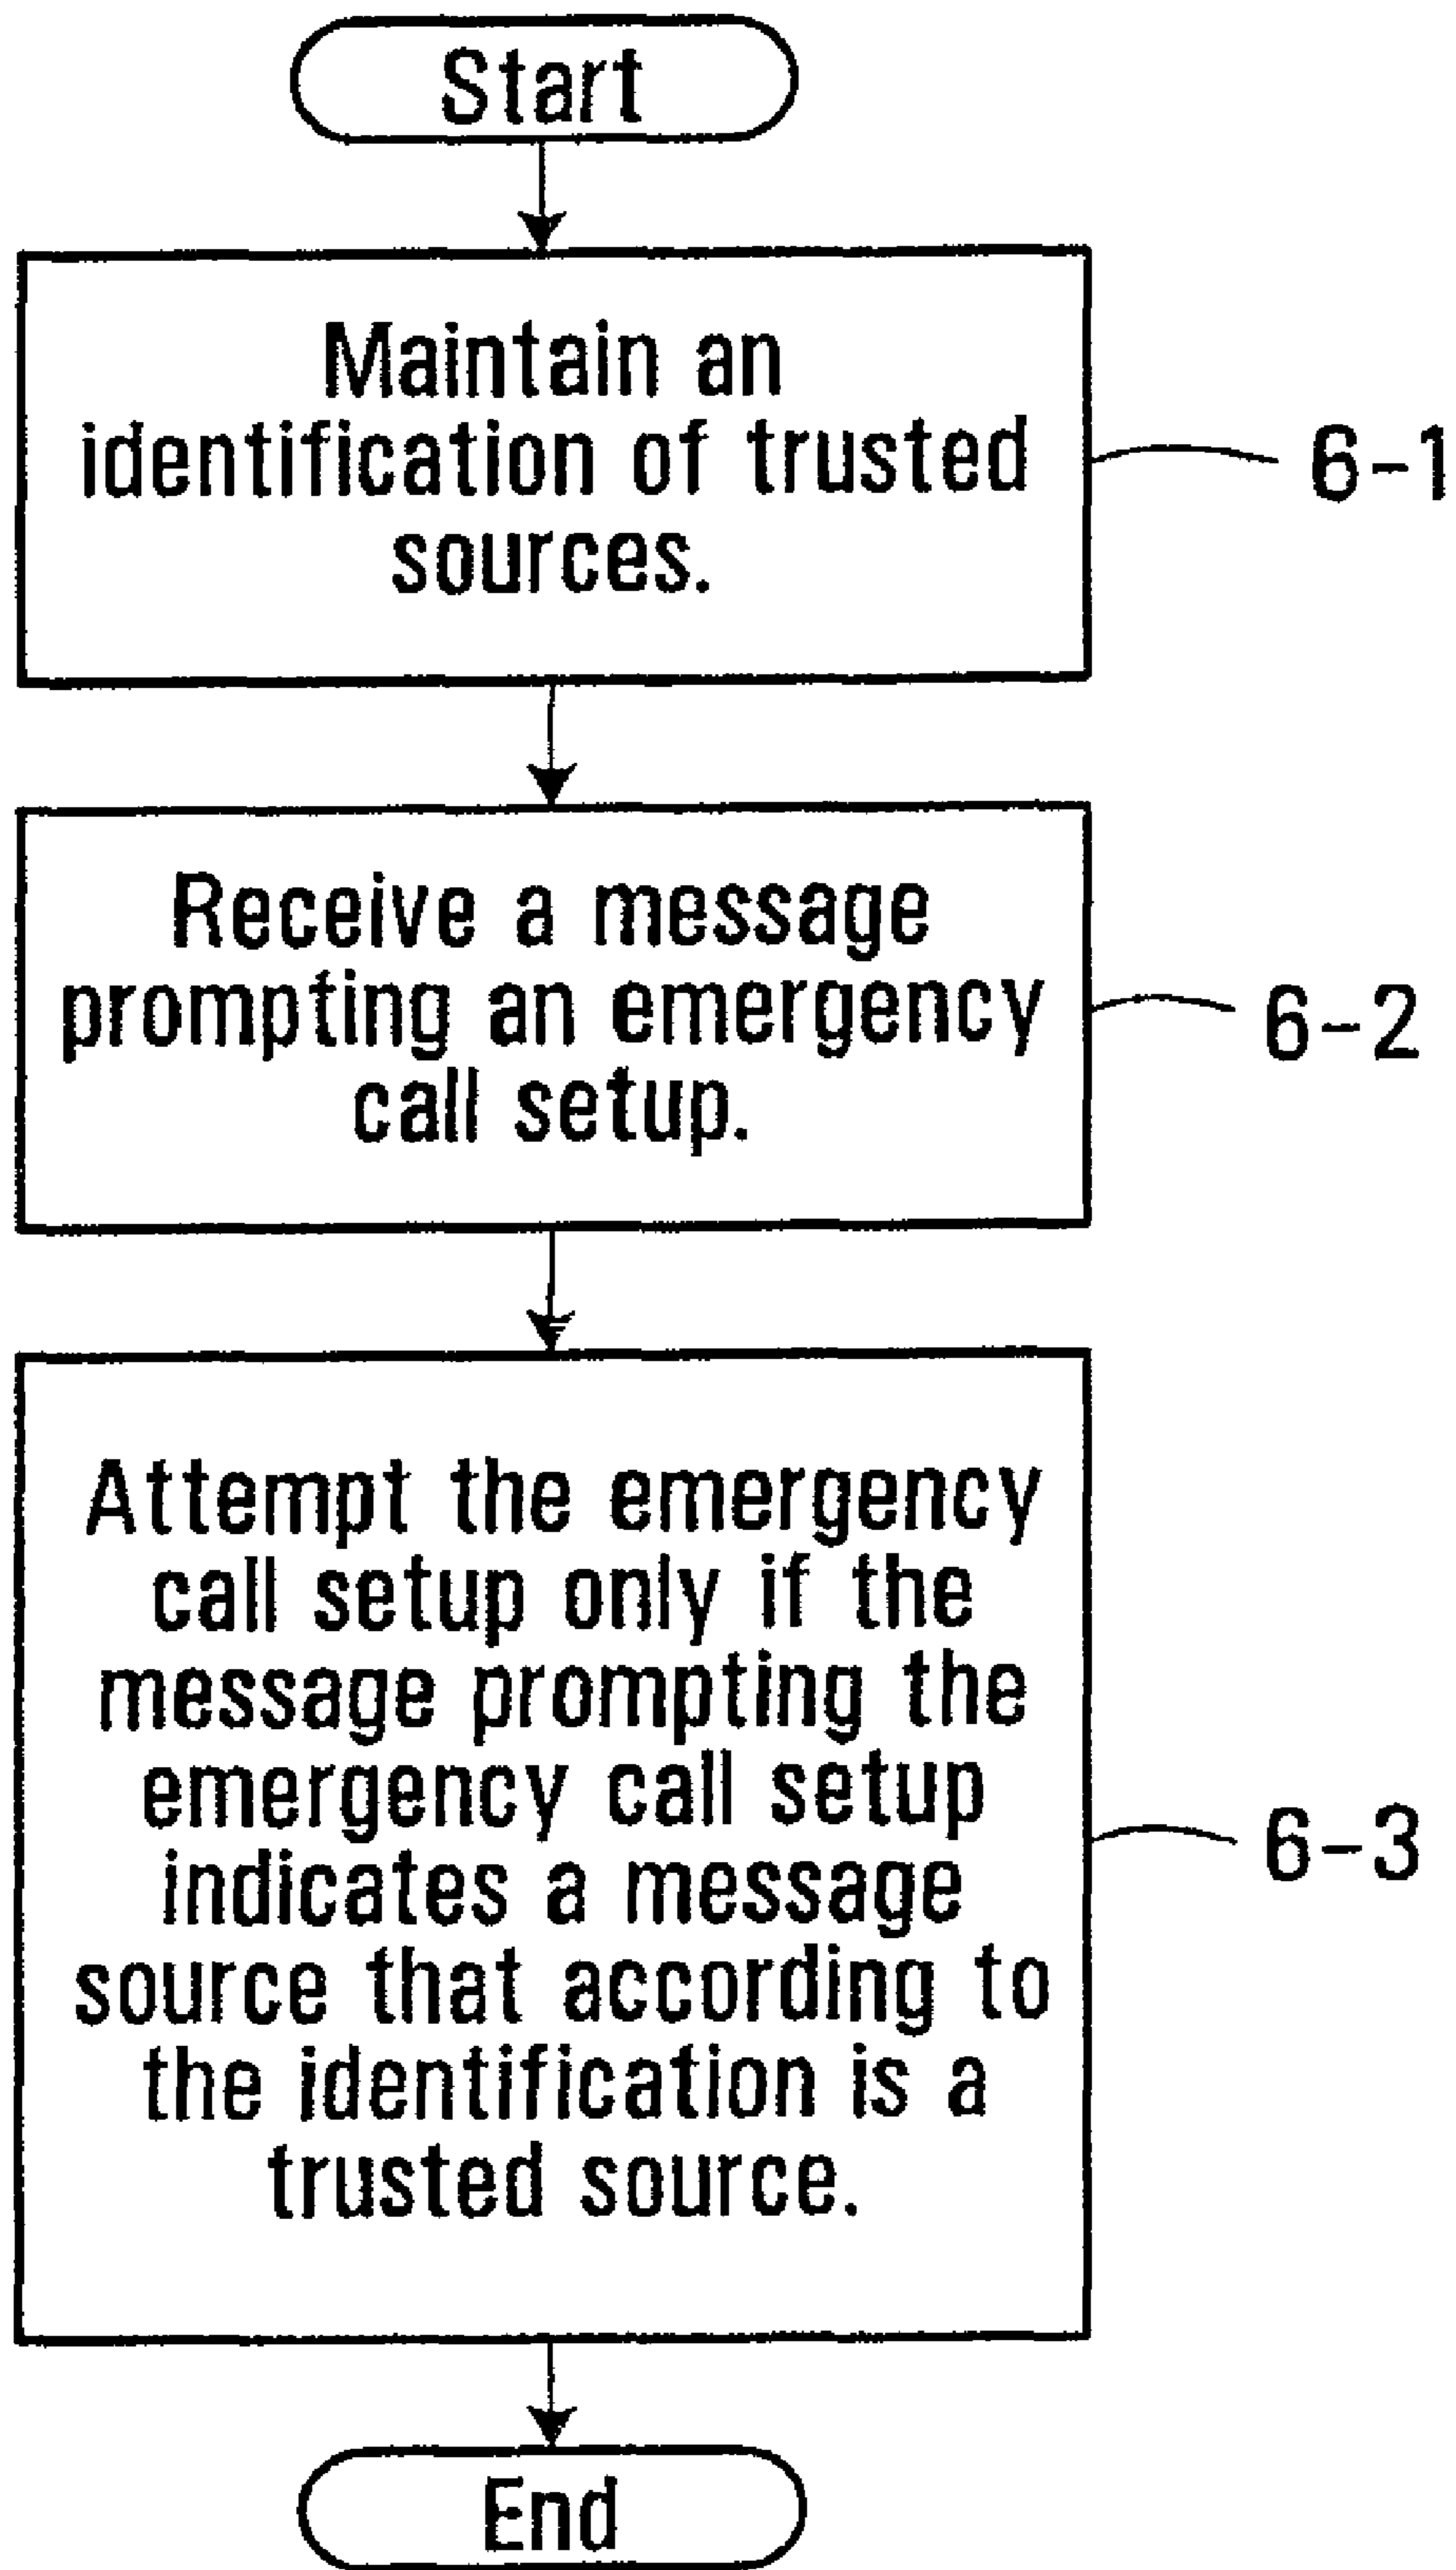 Start
Maintain an
identification of trusted
sources.
6-1
Receive a message
prompting an emergency
call setup.
6-2
Attempt the emergency
call setup only if the
message prompting the
emergency call setup
indicates a message
source that according to
the identification is a
trusted source.
6-3
End